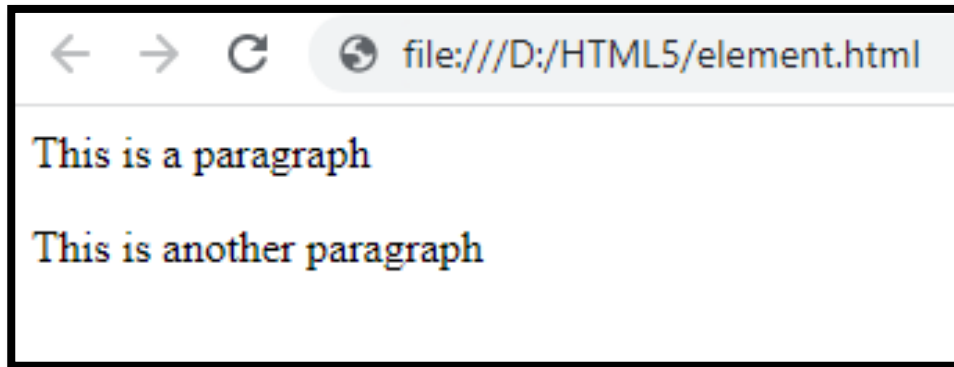 file:///D:/HTML5/element.html
This is a paragraph
This is another paragraph